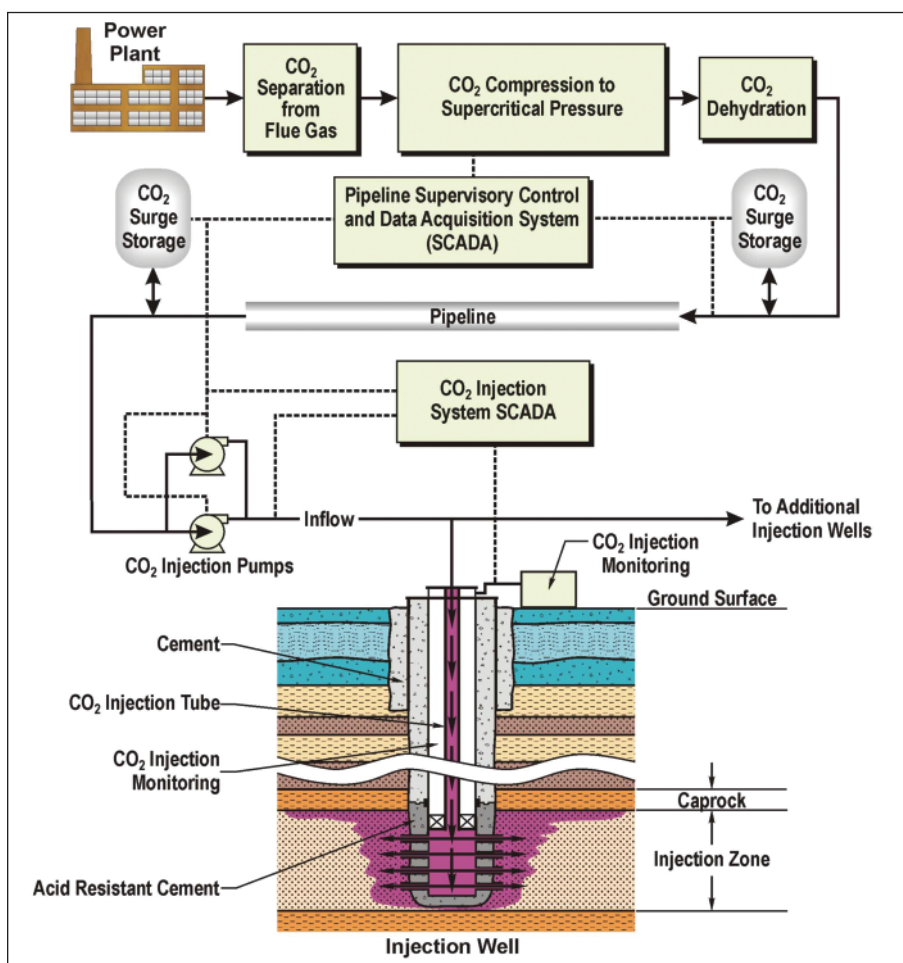 Power
Plant
CO₂
Separation
from
Flue Gas
CO₂ Compression to
Supercritical Pressure
CO₂
Dehydration
CO₂
Surge
Storage
Pipeline Supervisory Control
and Data Acquisition System
(SCADA)
CO₂
Surge
Storage
Pipeline
CO₂ Injection
System SCADA
Inflow
To Additional
Injection Wells
CO₂ Injection Pumps
CO₂ Injection
Monitoring
Ground Surface
Cement
CO₂ Injection Tube
CO₂ Injection
Monitoring
Caprock
Injection Zone
Acid Resistant Cement
Injection Well